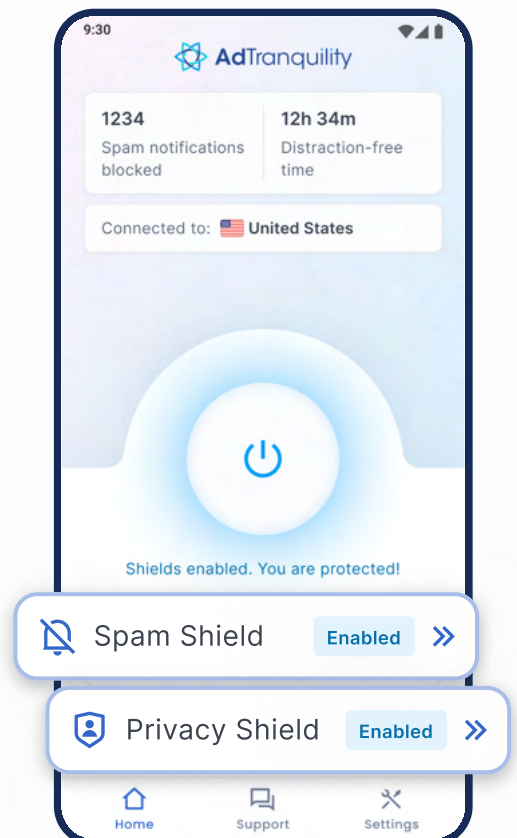 9:30
AdTranquility
1234
Spam notifications
blocked
12h 34m
Distraction-free
time
Connected to: United States
Shields enabled. You are protected!
Spam Shield Enabled
Privacy Shield Enabled
Home Support Settings